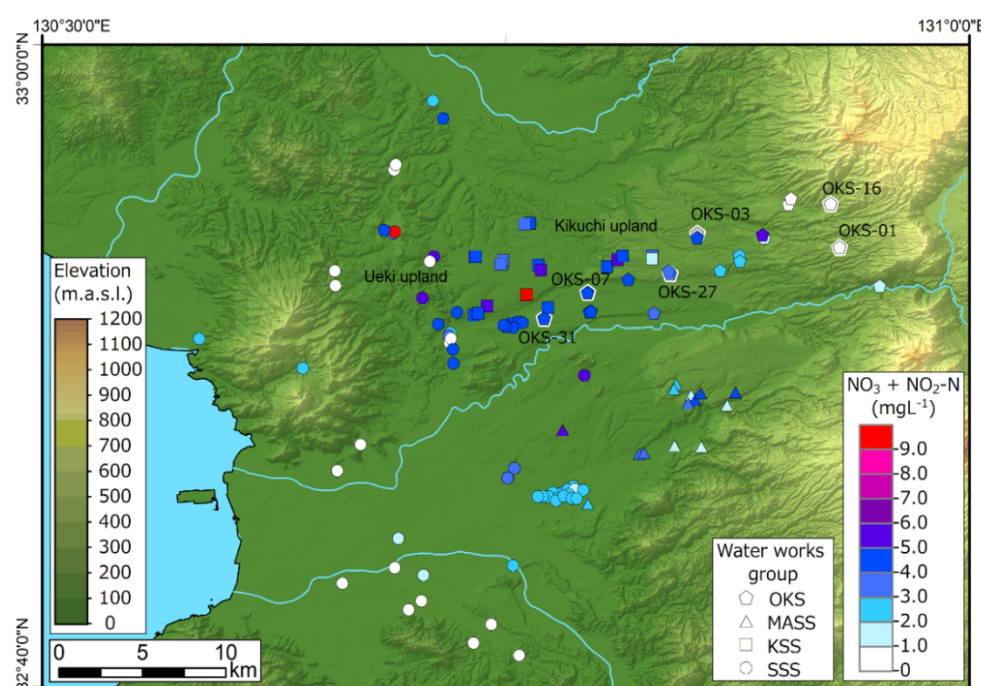 130°30'0"E
131°0'0"E
33°0'0"N
32°40'0"N
OKS-16
OKS-03
Kikuchi upland
OKS-01
Ueki upland
OKS-07
OKS-27
OKS-31
Elevation
(m.a.s.l.)
1200
1100
1000
900
800
700
600
500
400
300
200
100
0
0 5 10
km
Water works
group
OKS
MASS
KSS
SSS
NO₃ + NO₂-N
(mgL⁻¹)
9.0
8.0
7.0
6.0
5.0
4.0
3.0
2.0
1.0
0